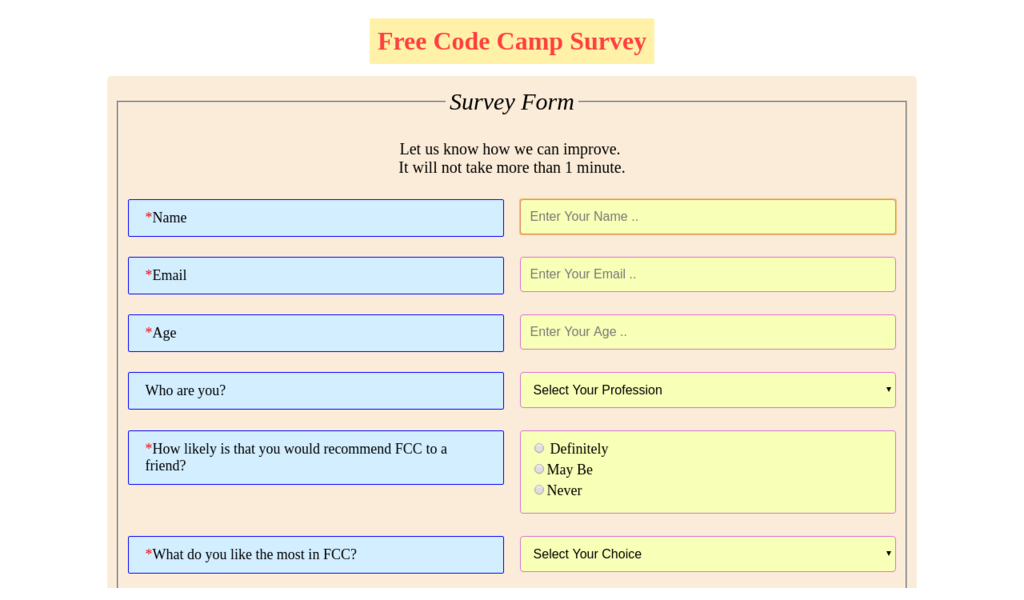 Free Code Camp Survey
Survey Form
Let us know how we can improve.
It will not take more than 1 minute.
*Name
Enter Your Name ..
*Email
Enter Your Email ..
*Age
Enter Your Age ..
Who are you?
Select Your Profession
*How likely is that you would recommend FCC to a
friend?
Definitely
May Be
Never
*What do you like the most in FCC?
Select Your Choice